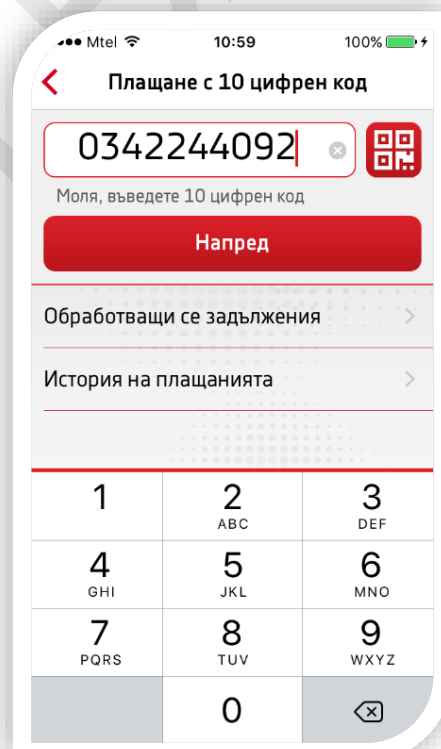 Mtel 10:59 100%
Плащане с 10 цифрен код
0342244092
Моля, въведете 10 цифрен код
Напред
Обработващи се задължения
История на плащанията
1 2 3
ABC DEF
4 5 6
GHI JKL MNO
7 8 9
PQRS TUV WXYZ
0